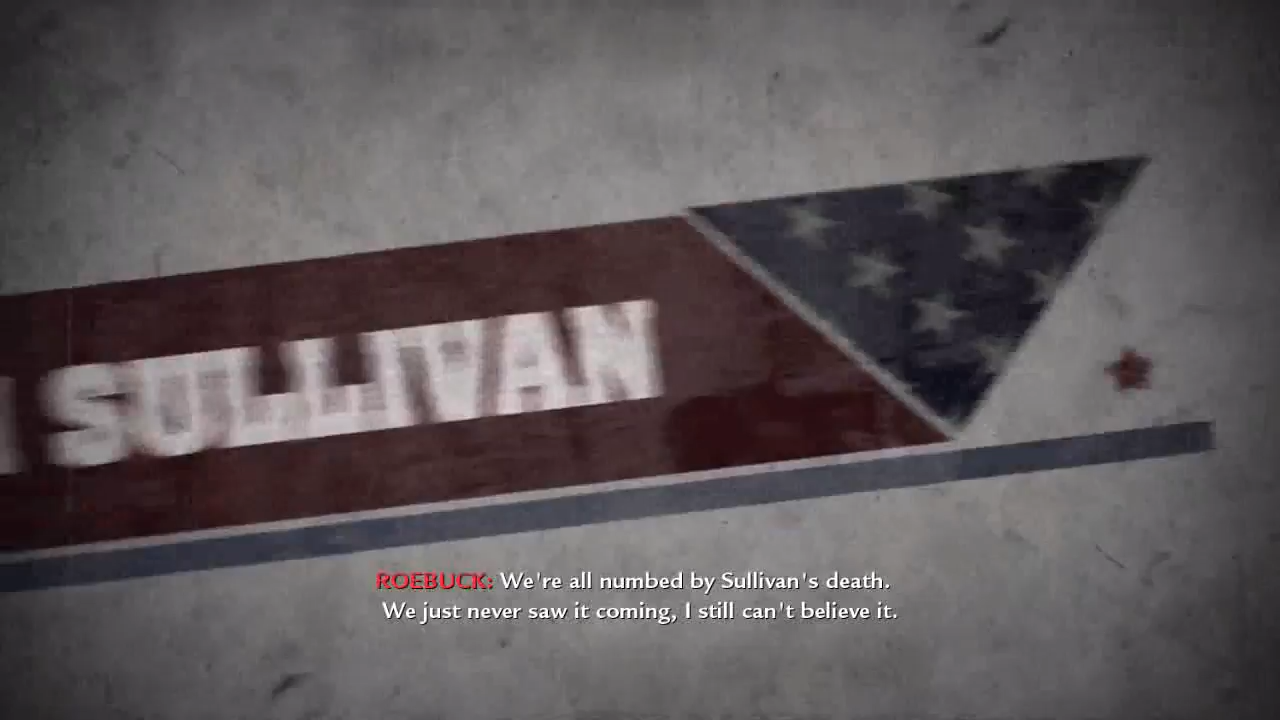 SULLIVAN
ROEBUCK: We're all numbed by Sullivan's death.
We just never saw it coming, I still can't believe it.